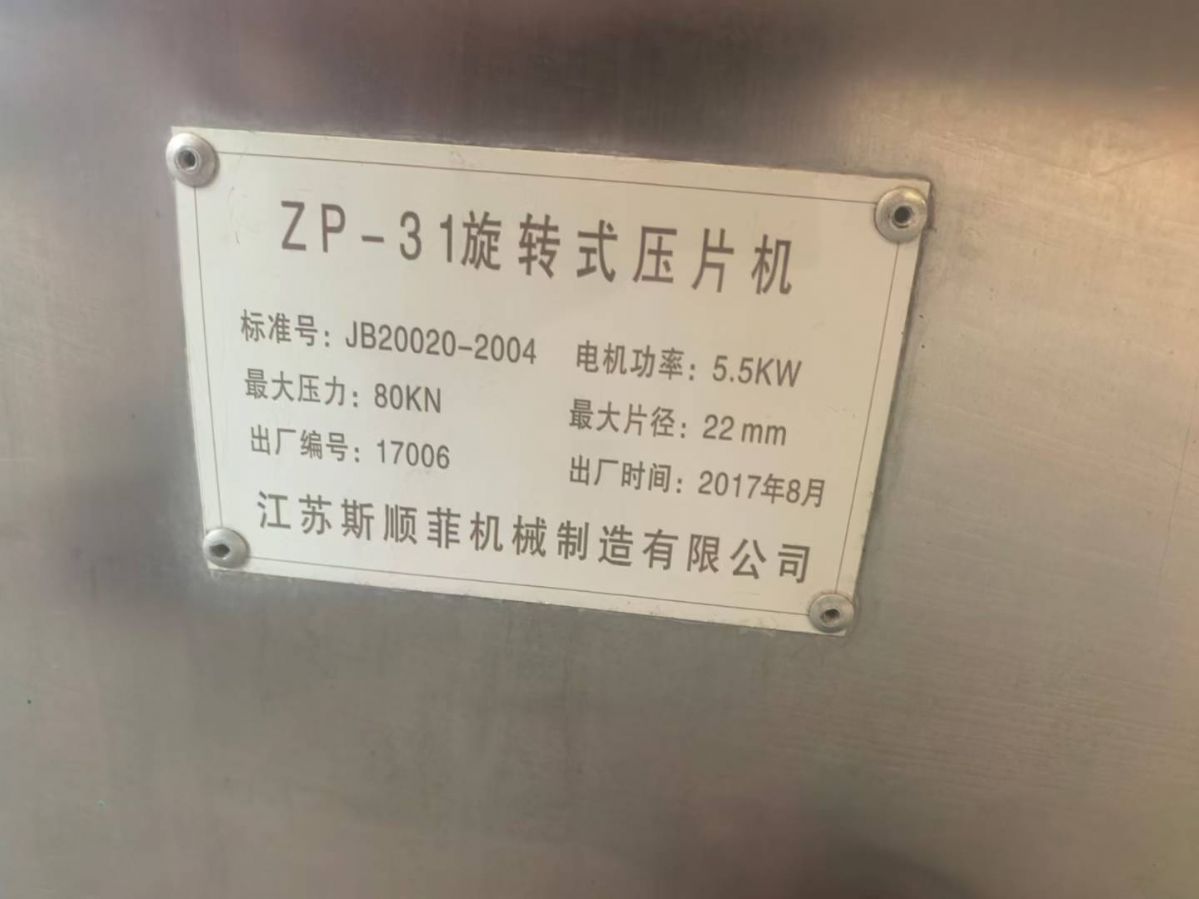 ZP-31旋转式压片机
标准号：JB20020-2004 电机功率：5.5KW
最大压力：80KN 最大片径：22mm
出厂编号：17006 出厂时间：2017年8月
江苏斯顺菲机械制造有限公司